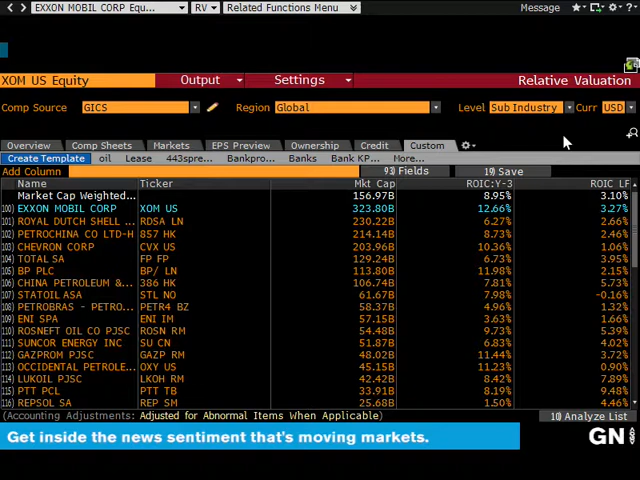 < > EXXON MOBIL CORP Equ... RV Related Functions Menu Message
XOM US Equity Output Settings Relative Valuation
Comp Source GICS Region Global Level Sub Industry Curr USD
Overview Comp Sheets Markets EPS Preview Ownership Credit Custom
Create Template oil Lease 443spre... Bankpro... Banks Bank KP... More...
Add Column 93) Fields 19) Save
Name Ticker Mkt Cap ROIC:Y-3 ROIC LF
Market Cap Weighted... 156.97B 8.95% 3.10%
100) EXXON MOBIL CORP XOM US 323.80B 12.66% 3.27%
101) ROYAL DUTCH SHELL ... RDSA LN 230.22B 6.27% 2.66%
102) PETROCHINA CO LTD-H 857 HK 214.14B 8.73% 2.46%
103) CHEVRON CORP CVX US 203.96B 10.36% 1.06%
104) TOTAL SA FP FP 129.24B 6.73% 3.95%
105) BP PLC BP/ LN 113.80B 11.98% 2.15%
106) CHINA PETROLEUM &... 386 HK 106.74B 7.81% 5.73%
107) STATOIL ASA STL NO 61.67B 7.98% -0.16%
108) PETROBRAS - PETRO... PETR4 BZ 58.37B 4.96% 1.32%
109) ENI SPA ENI IM 57.15B 3.63% 1.66%
110) ROSNEFT OIL CO PJSC ROSN RM 54.48B 9.73% 5.39%
111) SUNCOR ENERGY INC SU CN 51.87B 6.83% 4.02%
112) GAZPROM PJSC GAZP RM 48.02B 11.44% 3.72%
113) OCCIDENTAL PETROLE... OXY US 45.15B 11.23% 0.90%
114) LUKOIL PJSC LKOH RM 42.42B 8.42% 7.89%
115) PTT PCL PTT TB 33.91B 8.19% 9.48%
116) REPSOL SA REP SM 25.68B 1.50% 4.46%
(Accounting Adjustments: Adjusted for Abnormal Items When Applicable) 10) Analyze List
Get inside the news sentiment that's moving markets. GN